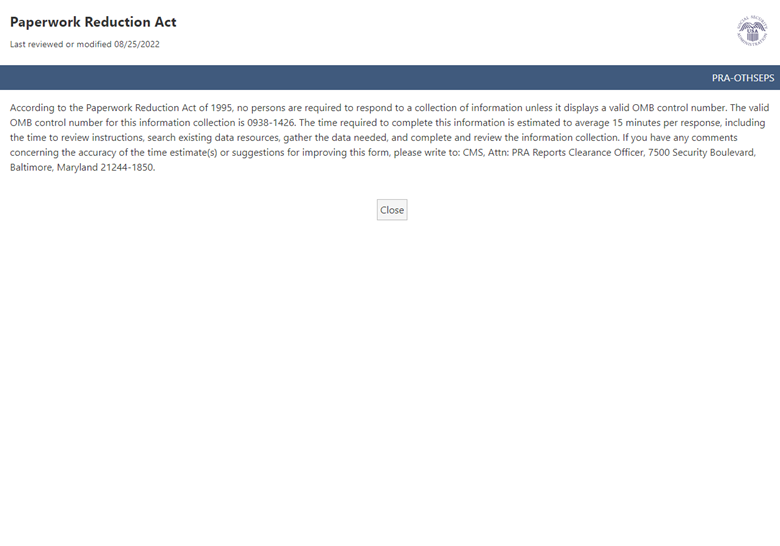 Paperwork Reduction Act
Last reviewed or modified 08/25/2022
SOCIAL SECURITY ADMINISTRATION
USA
PRA-OTHSEPS
According to the Paperwork Reduction Act of 1995, no persons are required to respond to a collection of information unless it displays a valid OMB control number. The valid
OMB control number for this information collection is 0938-1426. The time required to complete this information is estimated to average 15 minutes per response, including
the time to review instructions, search existing data resources, gather the data needed, and complete and review the information collection. If you have any comments
concerning the accuracy of the time estimate(s) or suggestions for improving this form, please write to: CMS, Attn: PRA Reports Clearance Officer, 7500 Security Boulevard,
Baltimore, Maryland 21244-1850.
Close